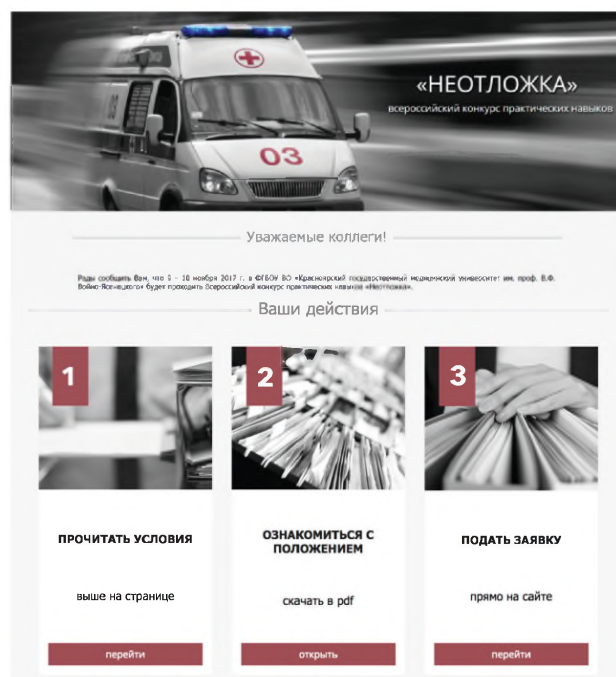 «НЕОТЛОЖКА»
всероссийский конкурс практических навыков
03
03
Уважаемые коллеги!
Рады сообщить Вам, что 9 – 10 ноября 2017 г. в ФГБОУ ВО «Красноярский государственный медицинский университет им. проф. В.Ф.
Войно-Ясенецкого» будет проходить Всероссийский конкурс практических навыков «Неотложка».
Ваши действия
1
2
3
ПРОЧИТАТЬ УСЛОВИЯ
ОЗНАКОМИТЬСЯ С
ПОЛОЖЕНИЕМ
ПОДАТЬ ЗАЯВКУ
выше на странице
скачать в pdf
прямо на сайте
перейти
открыть
перейти